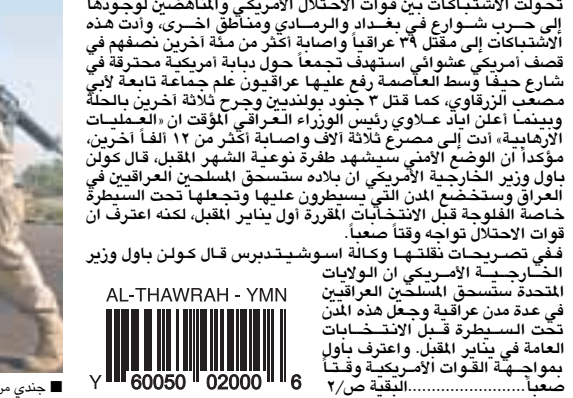 تحولت الاشتباكات بين قوات الاحتلال الأمريكي والمناهضين لوجودها
إلى حرب شوارع في بغداد والرمادي ومناطق اخرى، وأدت هذه
الاشتباكات إلى مقتل ٣٩ عراقياً واصابة أكثر من مئة آخرين نصفهم في
قصف أمريكي عشوائي استهدف تجمعاً حول دبابة أمريكية محترقة في
شارع حيفا وسط العاصمة رفع عليها عراقيون علم جماعة تابعة لأبي
مصعب الزرقاوي، كما قتل ٣ جنود بولنديين وجرح ثلاثة آخرين بالحلة
وبينما أعلن اياد علاوي رئيس الوزراء العراقي المؤقت ان «العمليات
الارهابية» أدت إلى مصرع ثلاثة آلاف واصابة أكثر من ١٢ ألفاً آخرين،
مؤكداً أن الوضع الأمني سيشهد طفرة نوعية الشهر المقبل، قال كولن
باول وزير الخارجية الأمريكي ان بلاده ستسحق المسلحين العراقيين في
العراق وستخضع المدن التي يسيطرون عليها وتجعلها تحت السيطرة
خاصة الفلوجة قبل الانتخابات المقررة أول يناير المقبل، لكنه اعترف ان
قوات الاحتلال تواجه وقتاً صعباً.
ففي تصريحات نقلتها وكالة اسوشيتدبرس قال كولن باول وزير
الخارجية الأمريكي ان الولايات
المتحدة ستسحق المسلحين العراقيين
في عدة مدن عراقية وجعل هذه المدن
تحت السيطرة قبل الانتخابات
العامة في يناير المقبل. واعترف باول
بمواجهة القوات الأمريكية وقتاً
صعباً.........................البقية ص/٢
AL-THAWRAH - YMN
Y 60050 02000 6
■ جندي مر